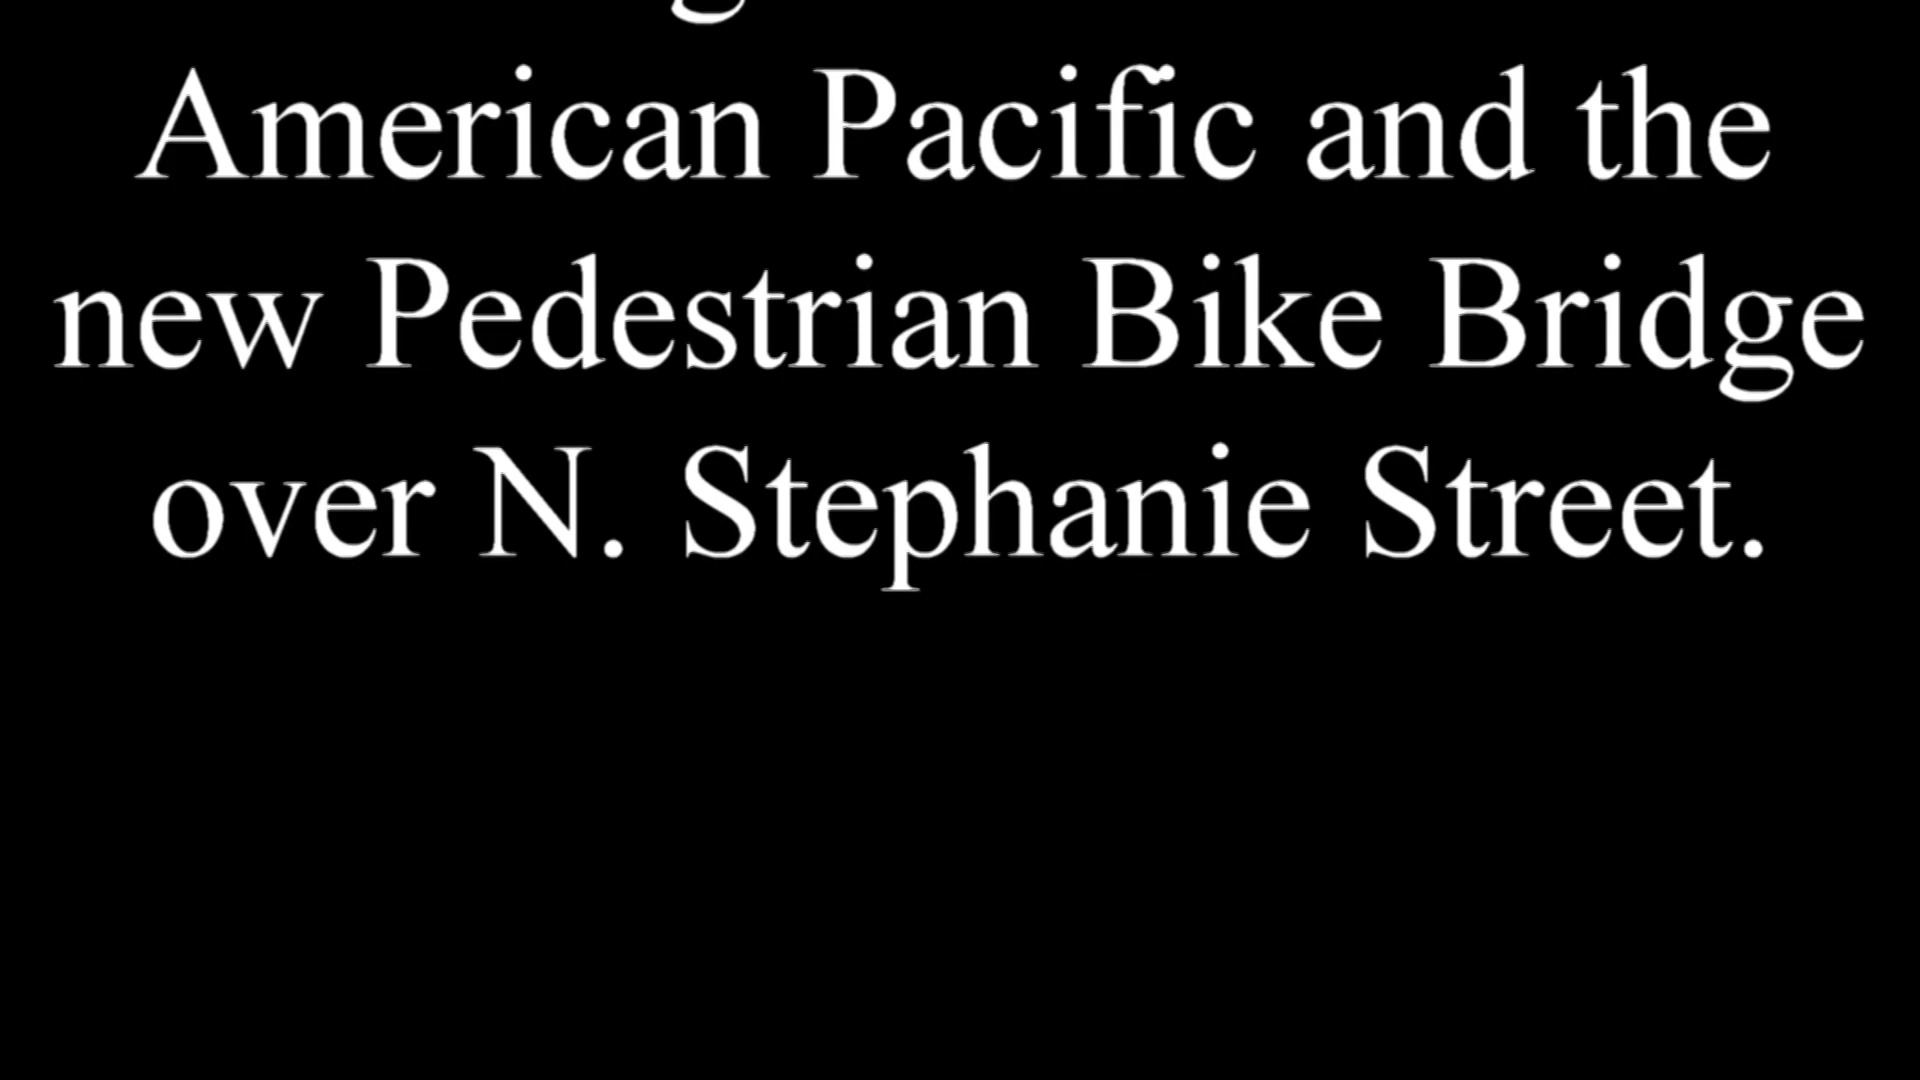 American Pacific and the
new Pedestrian Bike Bridge
over N. Stephanie Street.